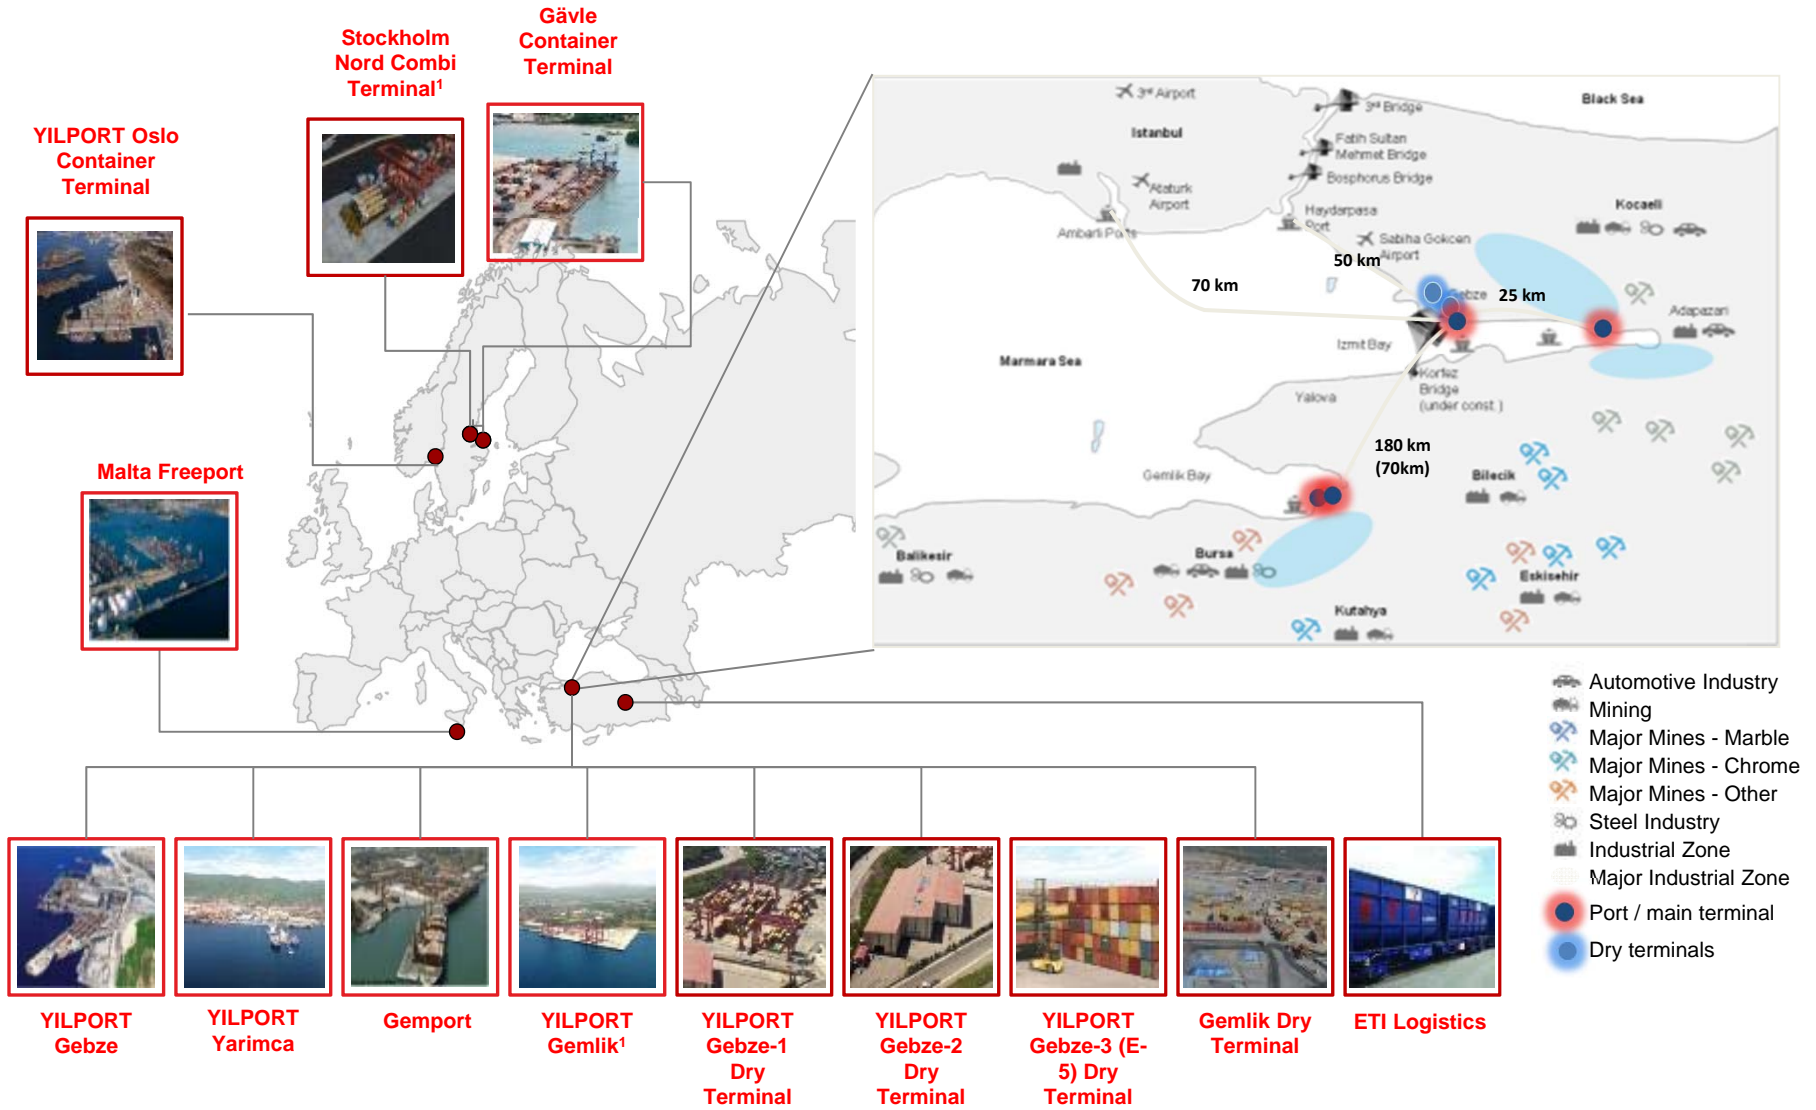 Gävle
Container
Terminal
Stockholm
Nord Combi
Terminal¹
YILPORT Oslo
Container
Terminal
Malta Freeport
3rd Airport
3rd Bridge
Black Sea
Istanbul
Fatih Sultan
Mehmet Bridge
Bosphorus Bridge
Ataturk
Airport
Kocaeli
Haydarpasa
Port
Ambarli Ports
Sabiha Gokcen
Airport
50 km
70 km
Gebze
25 km
Adapazari
Izmit Bay
Marmara Sea
Korfez
Bridge
(under const.)
Yalova
180 km
(70km)
Gemlik Bay
Bilecik
Balikesir
Bursa
Eskisehir
Kutahya
Automotive Industry
Mining
Major Mines - Marble
Major Mines - Chrome
Major Mines - Other
Steel Industry
Industrial Zone
Major Industrial Zone
Port / main terminal
Dry terminals
YILPORT
Gebze
YILPORT
Yarimca
Gemport
YILPORT
Gemlik¹
YILPORT
Gebze-1
Dry
Terminal
YILPORT
Gebze-2
Dry
Terminal
YILPORT
Gebze-3 (E-
5) Dry
Terminal
Gemlik Dry
Terminal
ETI Logistics